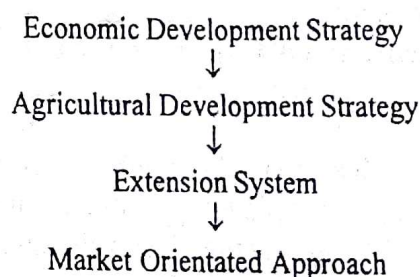 Economic Development Strategy
↓
Agricultural Development Strategy
↓
Extension System
↓
Market Orientated Approach